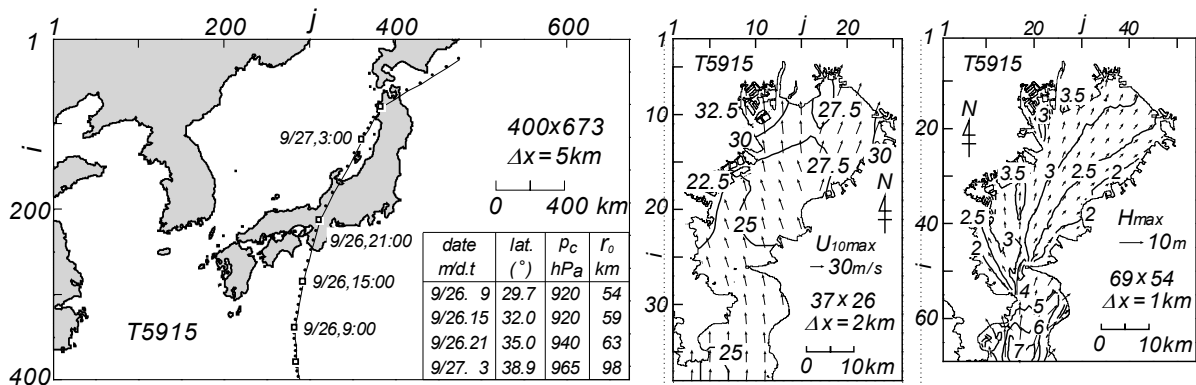 1 200 j 400 600
1
200
400
i
9/27,3:00
400x673
Δx = 5km
0 400 km
9/26,21:00
9/26,15:00
9/26,9:00
T5915
date lat. pc r₀
m/d.t (°) hPa km
9/26. 9 29.7 920 54
9/26.15 32.0 920 59
9/26.21 35.0 940 63
9/27. 3 38.9 965 98
1 10 j 20
1
10
20
30
i
T5915
32.5
27.5
30
27.5
30
22.5
N
25
U10max
30m/s
37 x 26
Δx = 2km
25
0 10km
1 20 j 40
1
20
40
60
i
T5915
N
3.5
3
3.5
3
2.5
2
2.5
2
2
3
Hmax
10m
4
5
6
7
69 x 54
Δx = 1km
0 10km